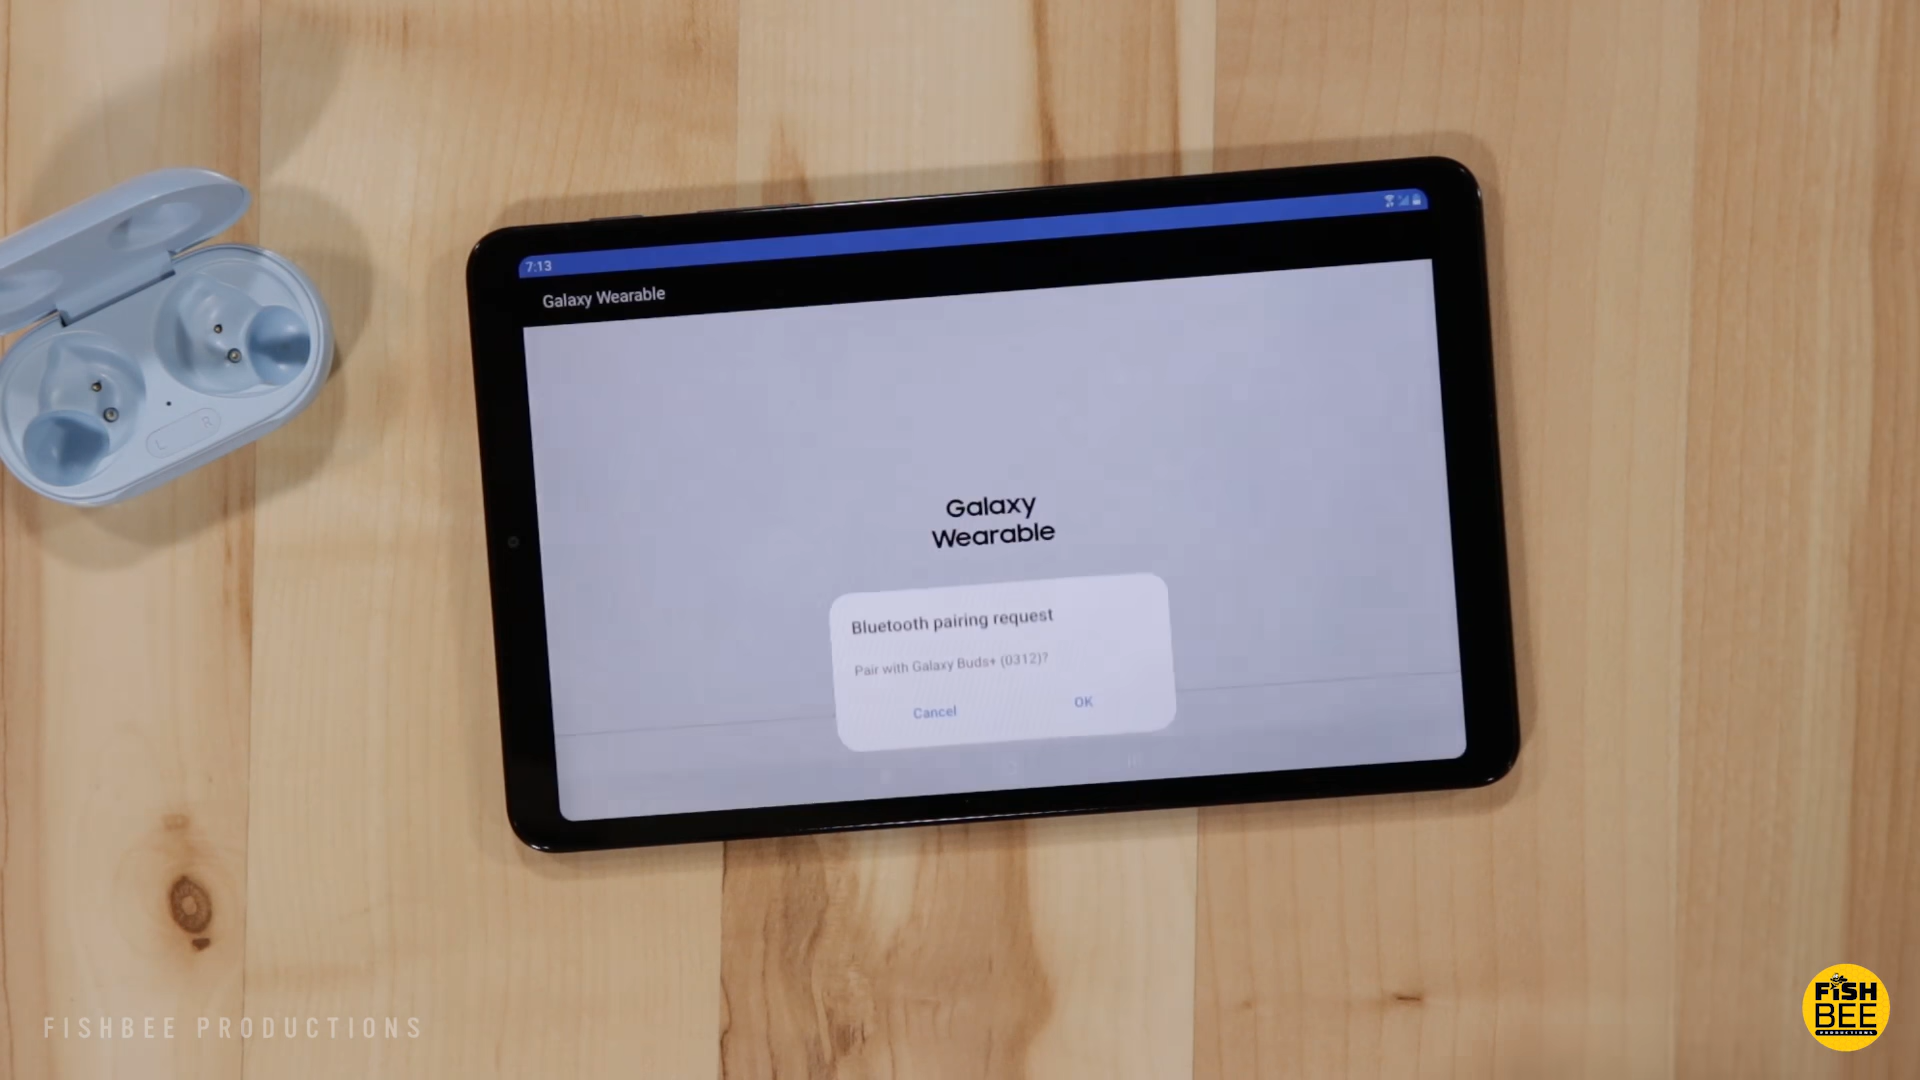 7:13
Galaxy Wearable
Galaxy
Wearable
Bluetooth pairing request
Pair with Galaxy Buds+ (0312)?
Cancel
OK
L
R
FISHBEE PRODUCTIONS
FISH
BEE
PRODUCTIONS